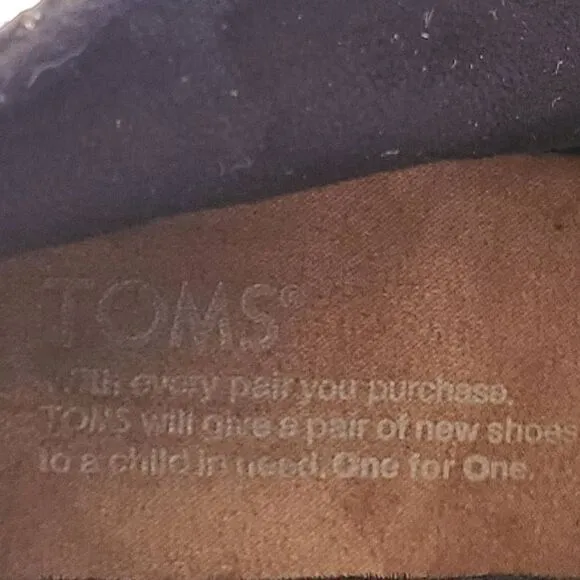 TOMS®
With every pair you purchase,
TOMS will give a pair of new shoes
to a child in need. One for One.